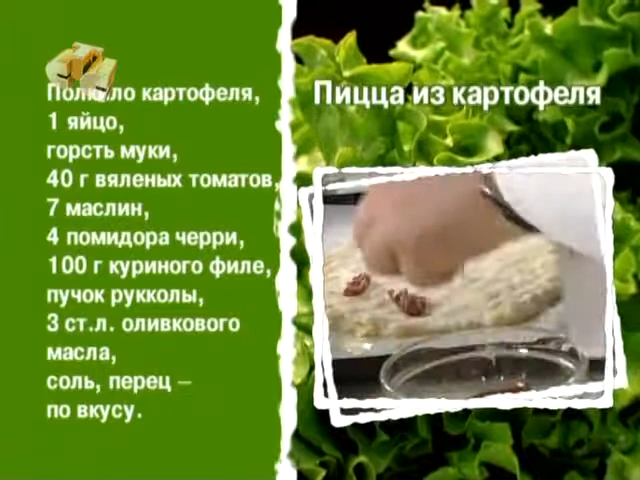 Полкило картофеля,
1 яйцо,
горсть муки,
40 г вяленых томатов,
7 маслин,
4 помидора черри,
100 г куриного филе,
пучок рукколы,
3 ст.л. оливкового
масла,
соль, перец –
по вкусу.
Пицца из картофеля